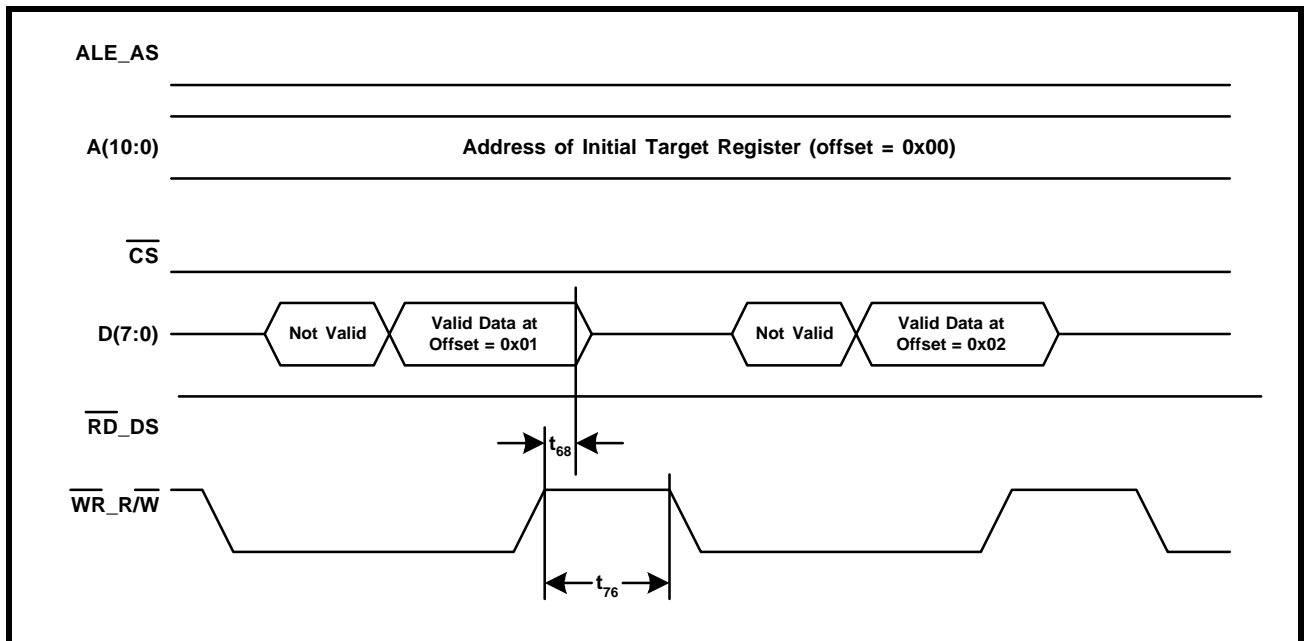 ALE_AS
A(10:0)
Address of Initial Target Register (offset = 0x00)
CS
D(7:0)
Not Valid
Valid Data at
Offset = 0x01
Not Valid
Valid Data at
Offset = 0x02
RD_DS
t68
WR_R/W
t76